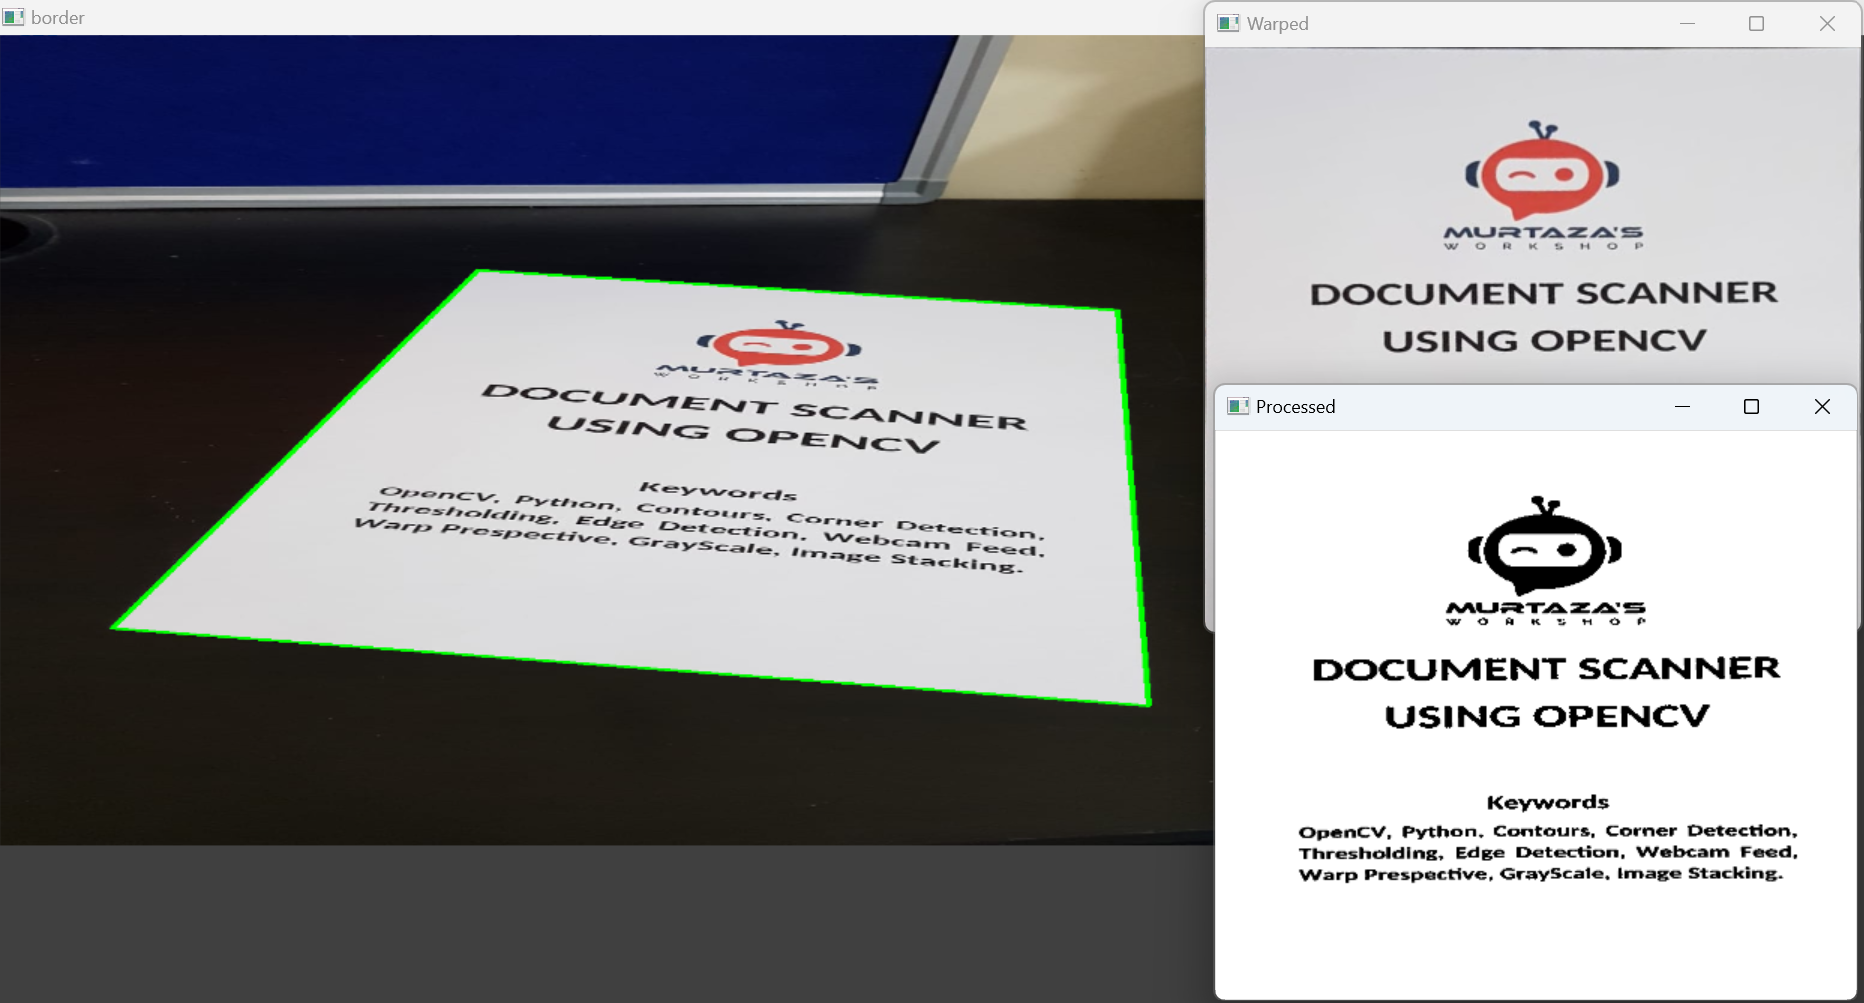 border
MURTAZA'S
WORKSHOP
DOCUMENT SCANNER
USING OPENCV
Keywords
OpenCV, Python, Contours, Corner Detection,
Thresholding, Edge Detection, Webcam Feed,
Warp Prespective, GrayScale, Image Stacking.
Warped
MURTAZA'S
WORKSHOP
DOCUMENT SCANNER
USING OPENCV
Processed
MURTAZA'S
WORKSHOP
DOCUMENT SCANNER
USING OPENCV
Keywords
OpenCV, Python, Contours, Corner Detection,
Thresholding, Edge Detection, Webcam Feed,
Warp Prespective, GrayScale, Image Stacking.